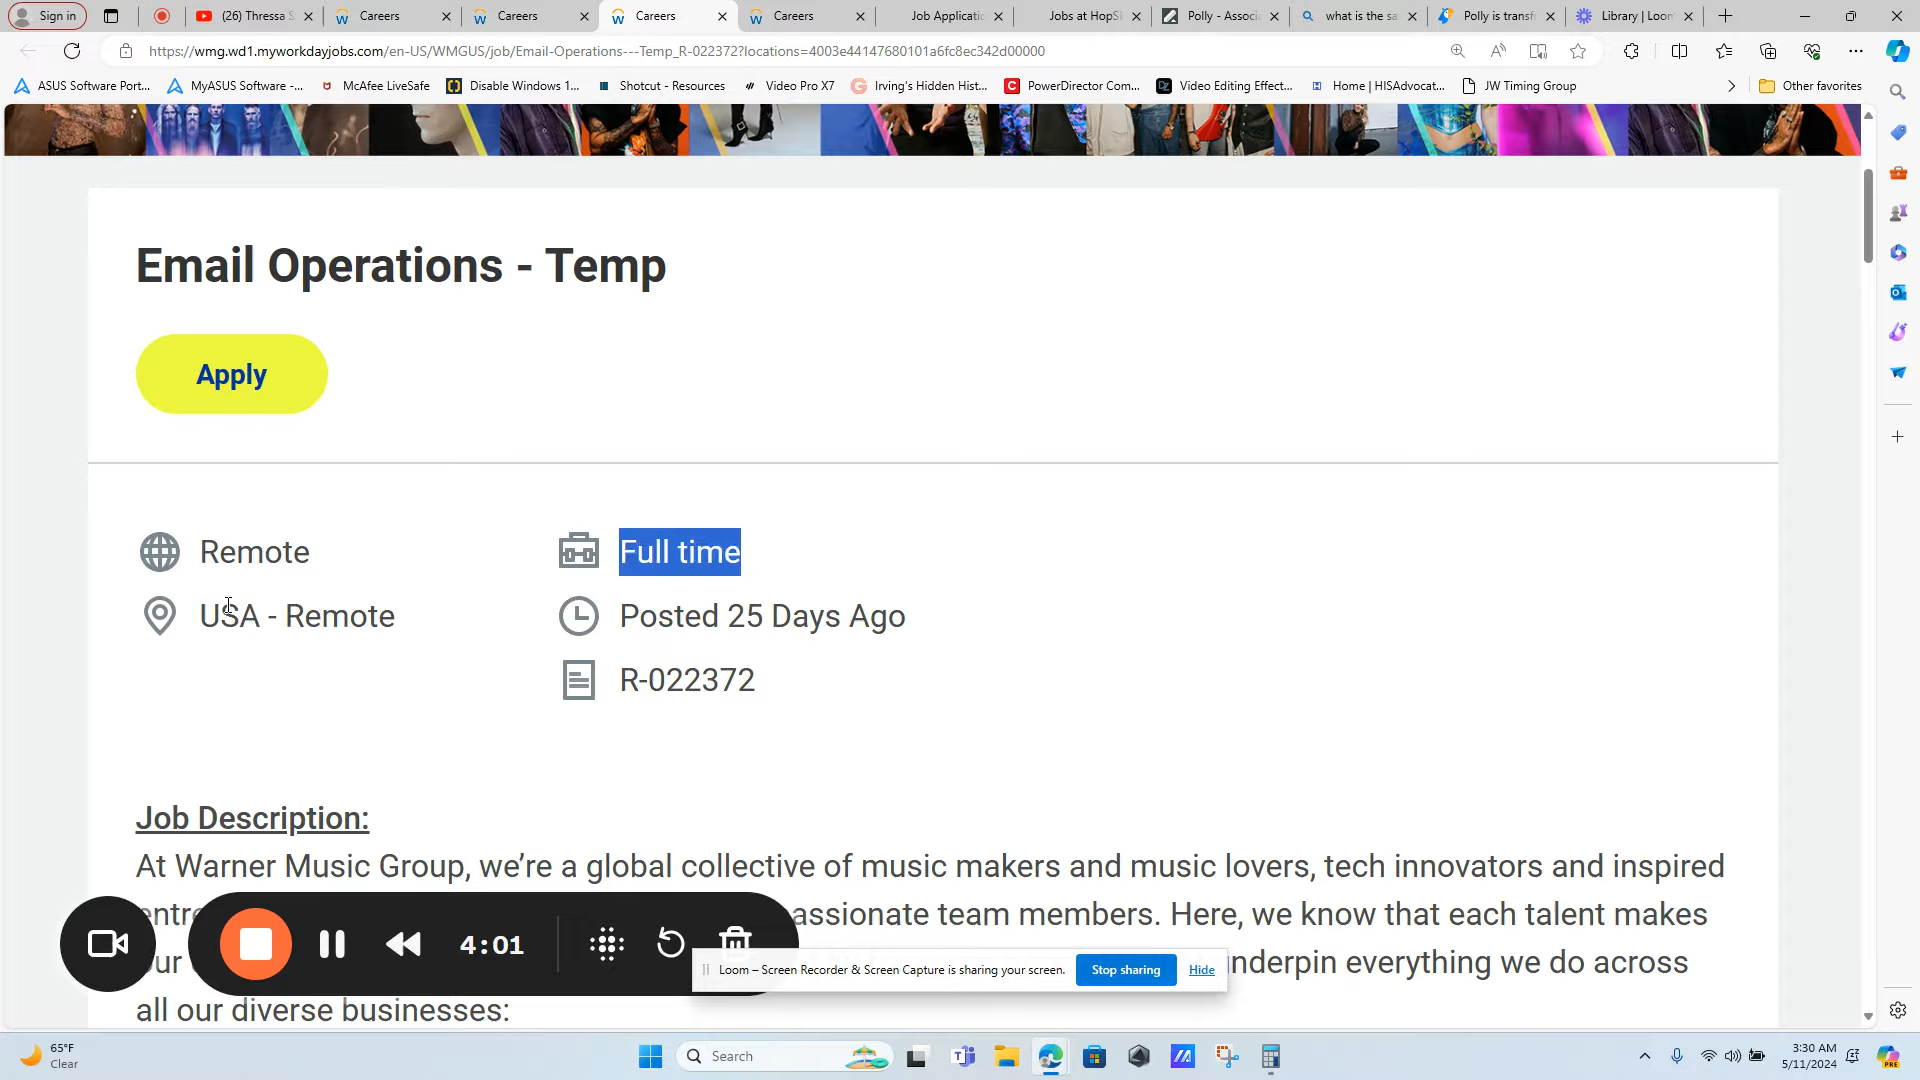 Sign in
(26) Thressa S
Careers
Careers
Careers
Careers
Job Applicatio
Jobs at HopSk
Polly - Associ
what is the sa
Polly is transf
Library | Loom
https://wmg.wd1.myworkdayjobs.com/en-US/WMGUS/job/Email-Operations---Temp_R-022372?locations=4003e44147680101a6fc8ec342d00000
ASUS Software Port...
MyASUS Software -...
McAfee LiveSafe
Disable Windows 1...
Shotcut - Resources
Video Pro X7
Irving's Hidden Hist...
PowerDirector Com...
Video Editing Effect...
Home | HISAdvocat...
JW Timing Group
Other favorites
Email Operations - Temp
Apply
Remote
Full time
USA - Remote
Posted 25 Days Ago
R-022372
Job Description:
At Warner Music Group, we’re a global collective of music makers and music lovers, tech innovators and inspired
entre assionate team members. Here, we know that each talent makes
our nderpin everything we do across
all our diverse businesses:
4:01
Loom – Screen Recorder & Screen Capture is sharing your screen.
Stop sharing
Hide
65°F
Clear
Search
3:30 AM
5/11/2024
PRE